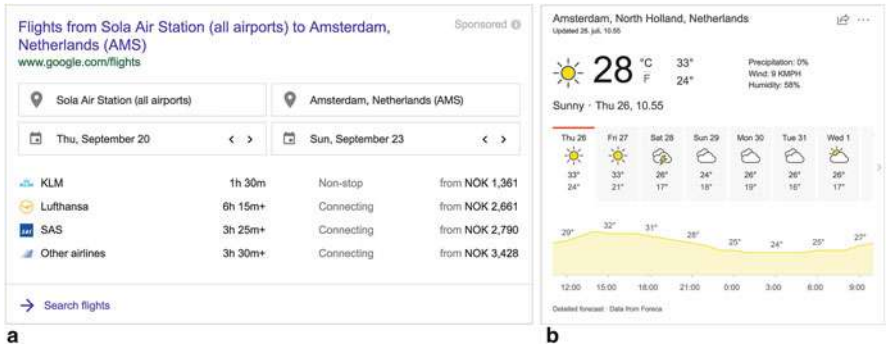 Flights from Sola Air Station (all airports) to Amsterdam,
Netherlands (AMS)
Sponsored
www.google.com/flights
Sola Air Station (all airports)
Amsterdam, Netherlands (AMS)
Thu, September 20 < >
Sun, September 23 < >
KLM 1h 30m Non-stop from NOK 1,361
Lufthansa 6h 15m+ Connecting from NOK 2,661
SAS 3h 25m+ Connecting from NOK 2,790
Other airlines 3h 30m+ Connecting from NOK 3,428
→ Search flights
a
Amsterdam, North Holland, Netherlands
Updated 26. juli, 10.55
28 °C
F
33°
24°
Precipitation: 0%
Wind: 9 KMPH
Humidity: 58%
Sunny · Thu 26, 10.55
Thu 26 Fri 27 Sat 28 Sun 29 Mon 30 Tue 31 Wed 1
33° 33° 26° 24° 26° 26° 26°
24° 21° 17° 18° 19° 16° 17°
29° 32° 31° 28° 25° 24° 25° 27°
12:00 15:00 18:00 21:00 0:00 3:00 6:00 9:00
Detailed forecast · Data from Foreca
b